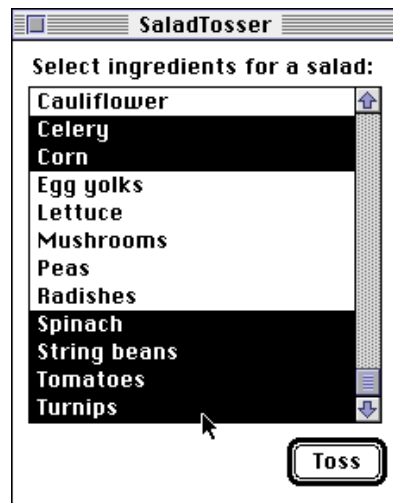 SaladTosser
Select ingredients for a salad:
Cauliflower
Celery
Corn
Egg yolks
Lettuce
Mushrooms
Peas
Radishes
Spinach
String beans
Tomatoes
Turnips
Toss